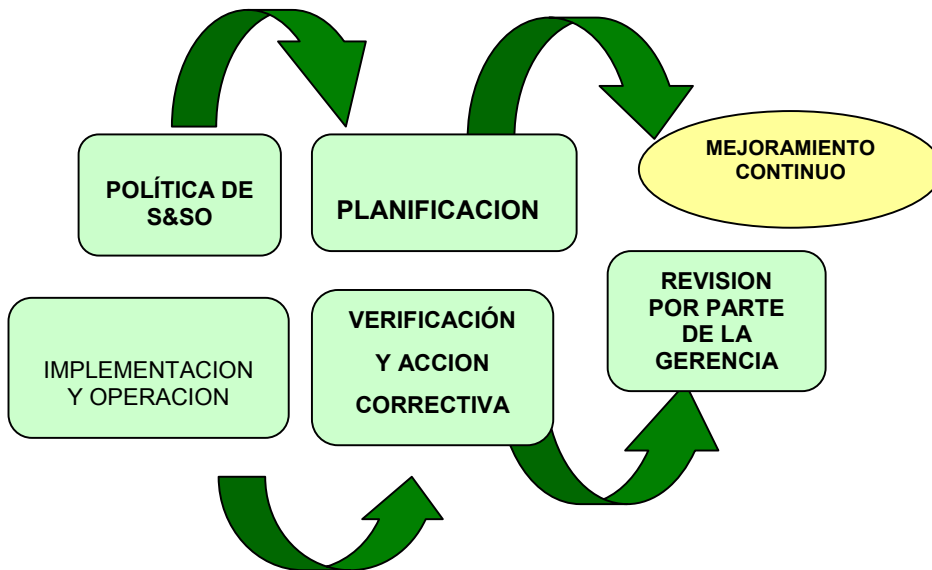 POLÍTICA DE
S&SO
PLANIFICACION
MEJORAMIENTO
CONTINUO
IMPLEMENTACION
Y OPERACION
VERIFICACIÓN
Y ACCION
CORRECTIVA
REVISION
POR PARTE
DE LA
GERENCIA